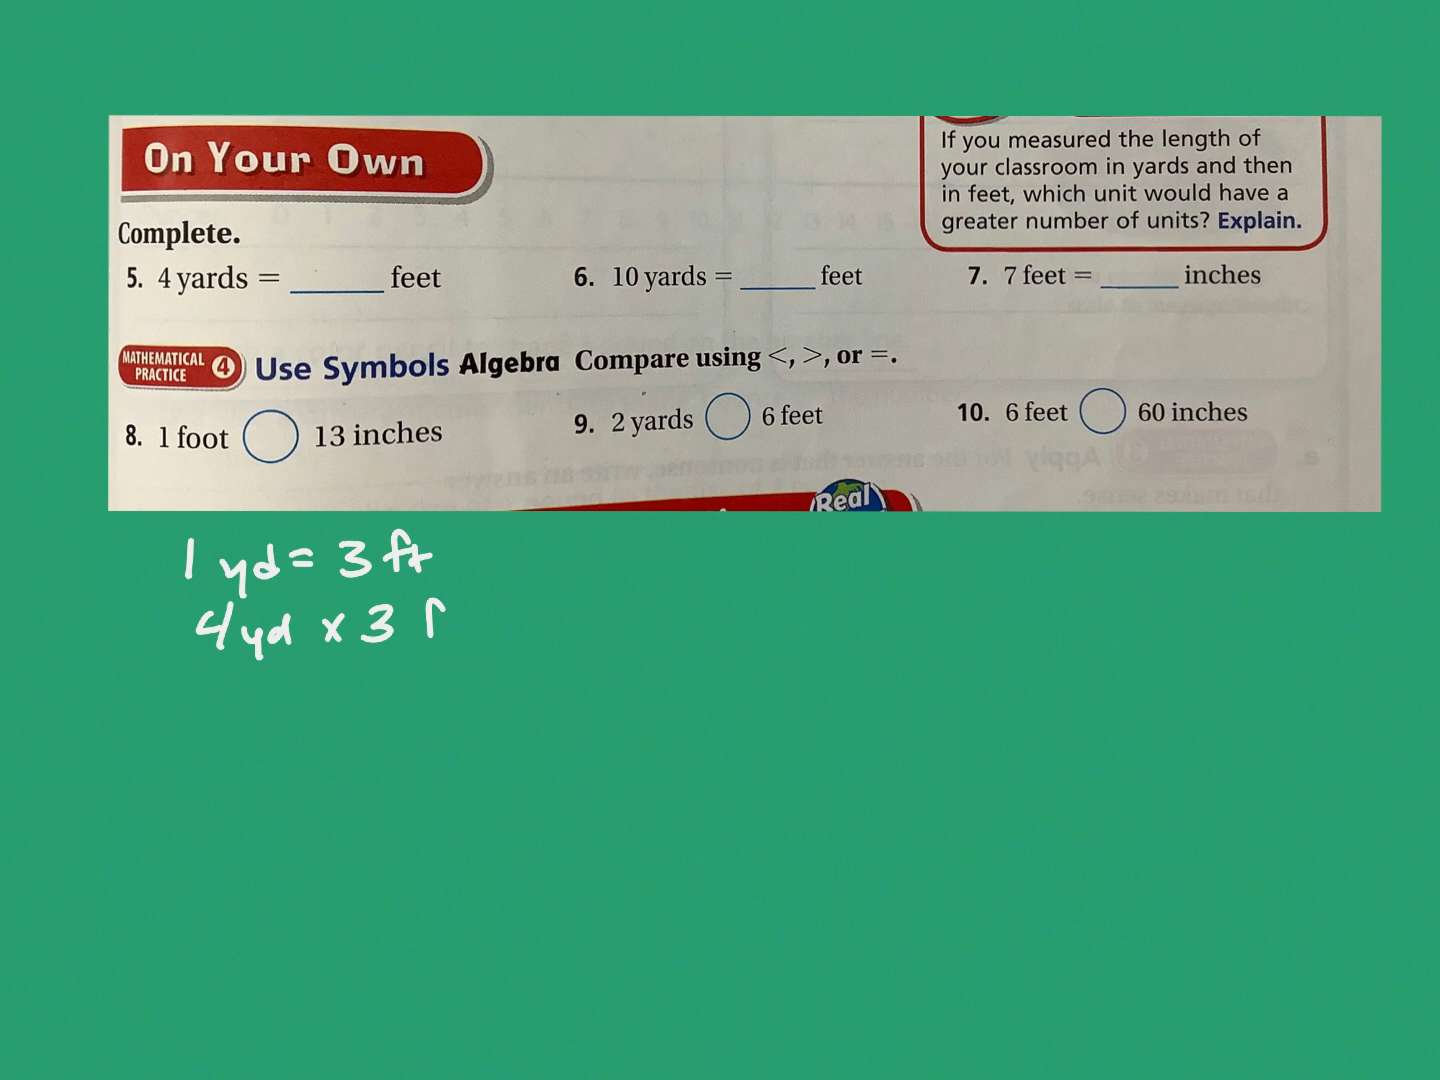 On Your Own
If you measured the length of
your classroom in yards and then
in feet, which unit would have a
greater number of units? Explain.
Complete.
5. 4 yards = ______ feet
6. 10 yards = ______ feet
7. 7 feet = ______ inches
MATHEMATICAL PRACTICE 4 Use Symbols Algebra Compare using <, >, or =.
8. 1 foot ◯ 13 inches
9. 2 yards ◯ 6 feet
10. 6 feet ◯ 60 inches
Real
1 yd = 3 ft
4 yd x 3